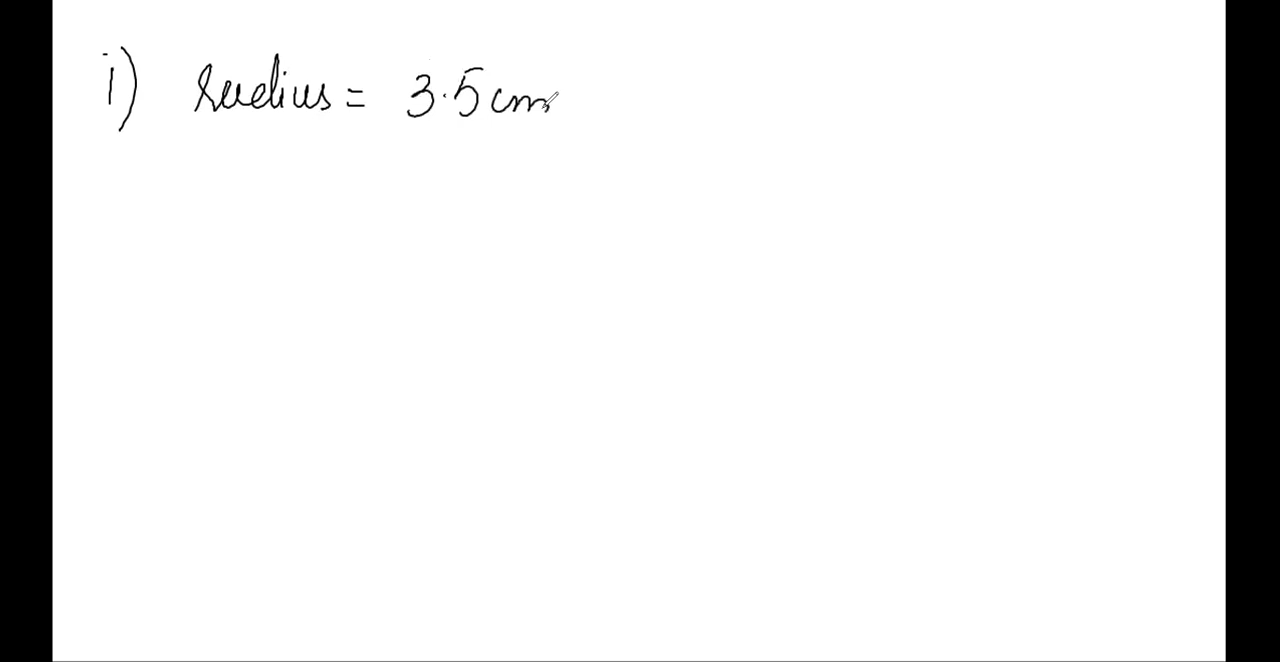 i) radius = 3.5 cm